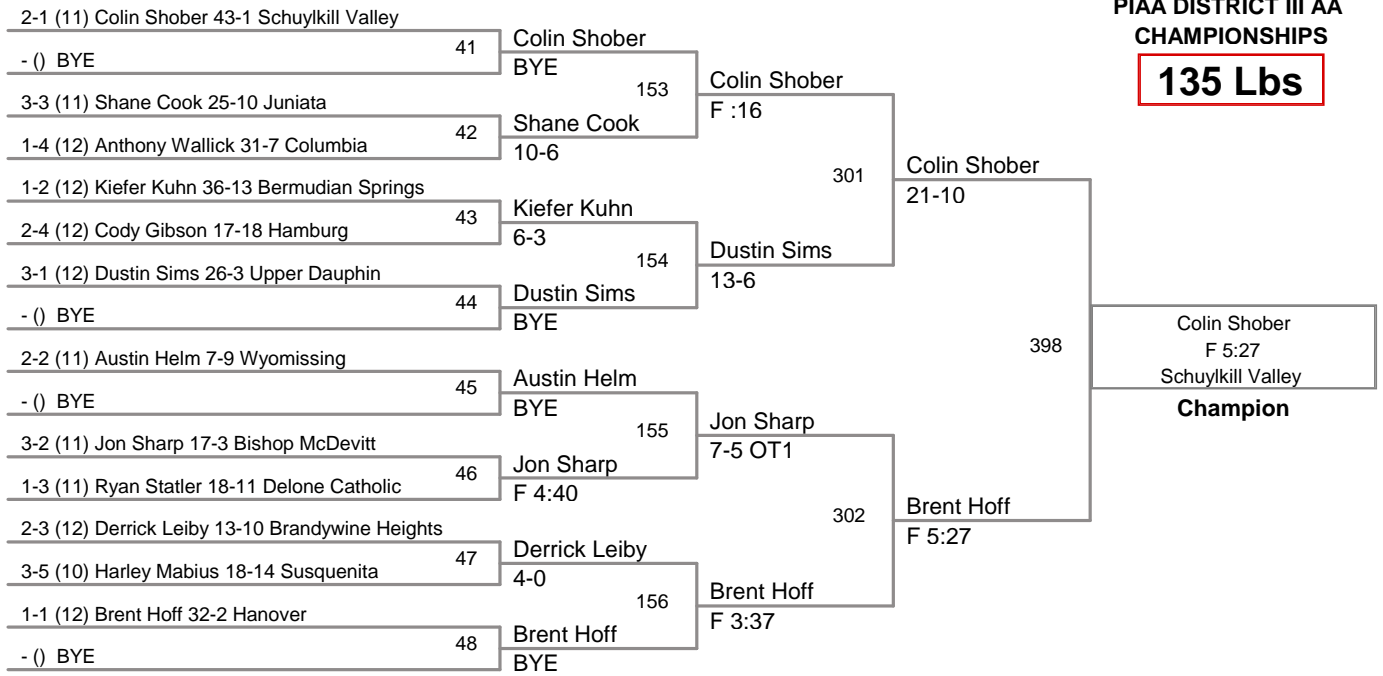 PIAA DISTRICT III AA
CHAMPIONSHIPS
135 Lbs
2-1 (11) Colin Shober 43-1 Schuylkill Valley
- () BYE
3-3 (11) Shane Cook 25-10 Juniata
1-4 (12) Anthony Wallick 31-7 Columbia
1-2 (12) Kiefer Kuhn 36-13 Bermudian Springs
2-4 (12) Cody Gibson 17-18 Hamburg
3-1 (12) Dustin Sims 26-3 Upper Dauphin
- () BYE
2-2 (11) Austin Helm 7-9 Wyomissing
- () BYE
3-2 (11) Jon Sharp 17-3 Bishop McDevitt
1-3 (11) Ryan Statler 18-11 Delone Catholic
2-3 (12) Derrick Leiby 13-10 Brandywine Heights
3-5 (10) Harley Mabius 18-14 Susquenita
1-1 (12) Brent Hoff 32-2 Hanover
- () BYE
41
42
43
44
45
46
47
48
Colin Shober
BYE
Shane Cook
10-6
Kiefer Kuhn
6-3
Dustin Sims
BYE
Austin Helm
BYE
Jon Sharp
F 4:40
Derrick Leiby
4-0
Brent Hoff
BYE
153
154
155
156
Colin Shober
F :16
Dustin Sims
13-6
Jon Sharp
7-5 OT1
Brent Hoff
F 3:37
301
302
Colin Shober
21-10
Brent Hoff
F 5:27
398
Colin Shober
F 5:27
Schuylkill Valley
Champion